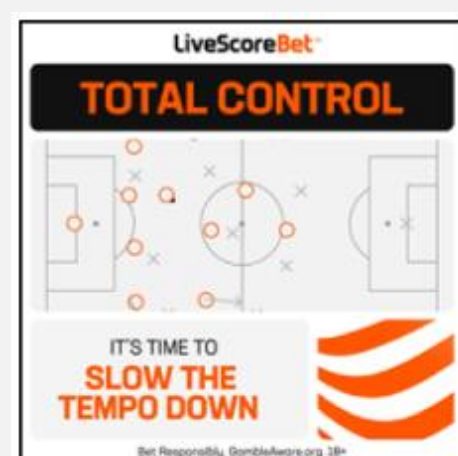 LiveScoreBet
TOTAL CONTROL
IT'S TIME TO
SLOW THE
TEMPO DOWN
Bet Responsibly. GambleAware.org. 18+